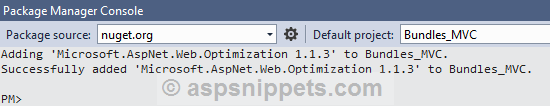 Package Manager Console
Package source: nuget.org Default project: Bundles_MVC
Adding 'Microsoft.AspNet.Web.Optimization 1.1.3' to Bundles_MVC.
Successfully added 'Microsoft.AspNet.Web.Optimization 1.1.3' to Bundles_MVC.
© aspsnippets.com
PM>